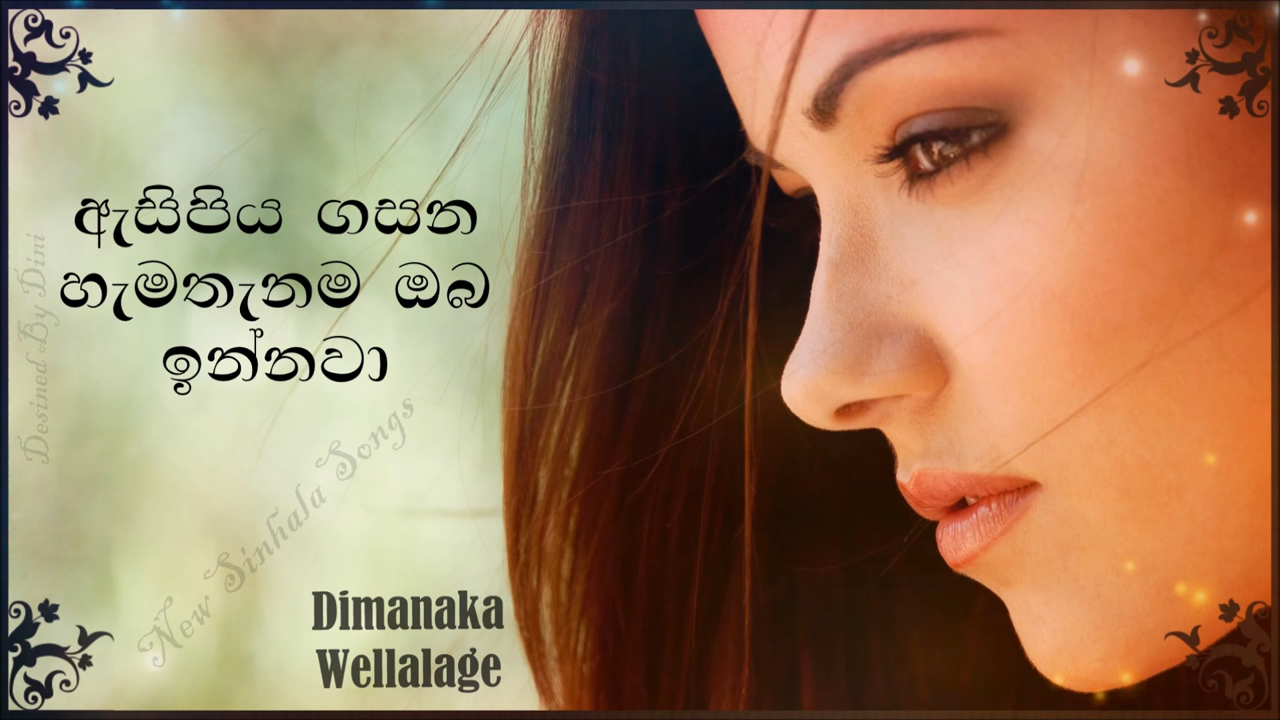 ඇසිපිය ගසන
හැමතැනම ඔබ
ඉන්නවා
Desined By Dini
New Sinhala Songs
Dimanaka
Wellalage